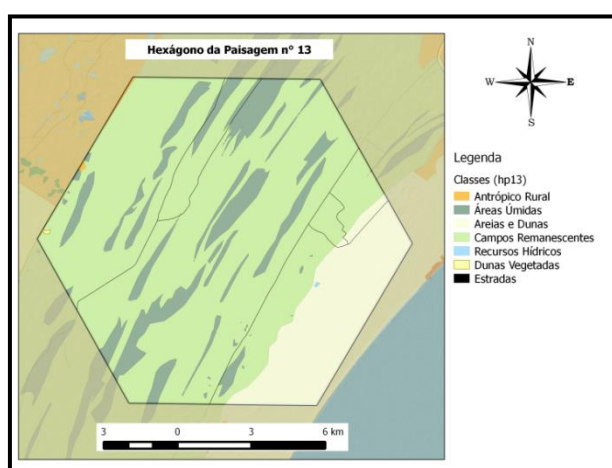 Hexágono da Paisagem n° 13
N
W
E
S
Legenda
Classes (hp13)
Antrópico Rural
Áreas Úmidas
Areias e Dunas
Campos Remanescentes
Recursos Hídricos
Dunas Vegetadas
Estradas
3 0 3 6 km